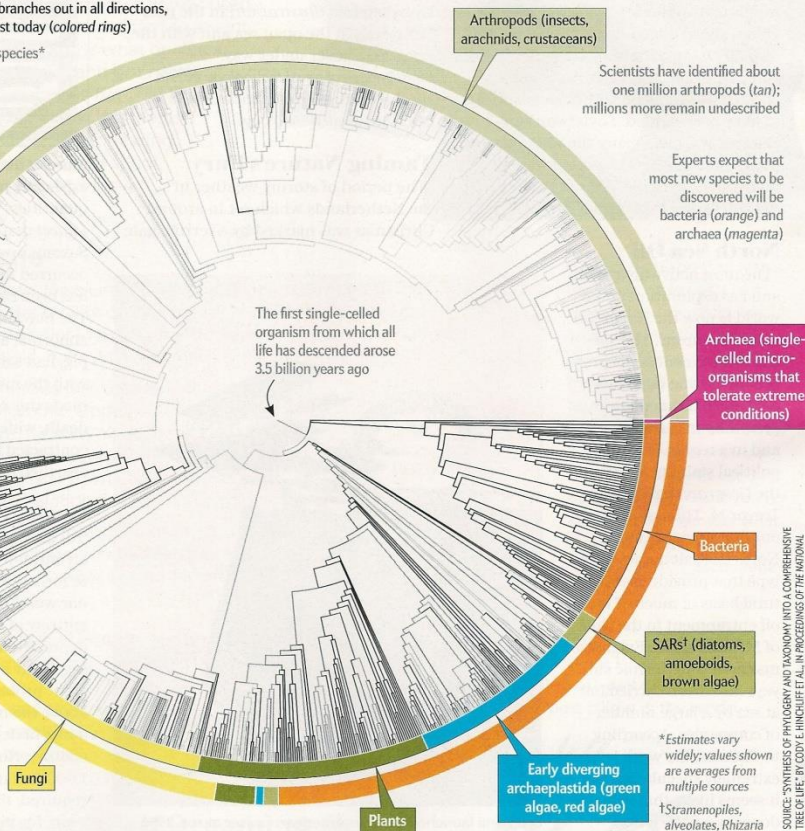 branches out in all directions,
st today (colored rings)
species*
Arthropods (insects,
arachnids, crustaceans)
Scientists have identified about
one million arthropods (tan);
millions more remain undescribed
Experts expect that
most new species to be
discovered will be
bacteria (orange) and
archaea (magenta)
The first single-celled
organism from which all
life has descended arose
3.5 billion years ago
Archaea (single-
celled micro-
organisms that
tolerate extreme
conditions)
Bacteria
SARs† (diatoms,
amoeboids,
brown algae)
Early diverging
archaeplastida (green
algae, red algae)
Plants
Fungi
*Estimates vary
widely; values shown
are averages from
multiple sources
†Stramenopiles,
alveolates, Rhizaria
SOURCE: "SYNTHESIS OF PHYLOGENY AND TAXONOMY INTO A COMPREHENSIVE
TREE OF LIFE," BY CODY E. HINCHLIFF ET AL., IN PROCEEDINGS OF THE NATIONAL